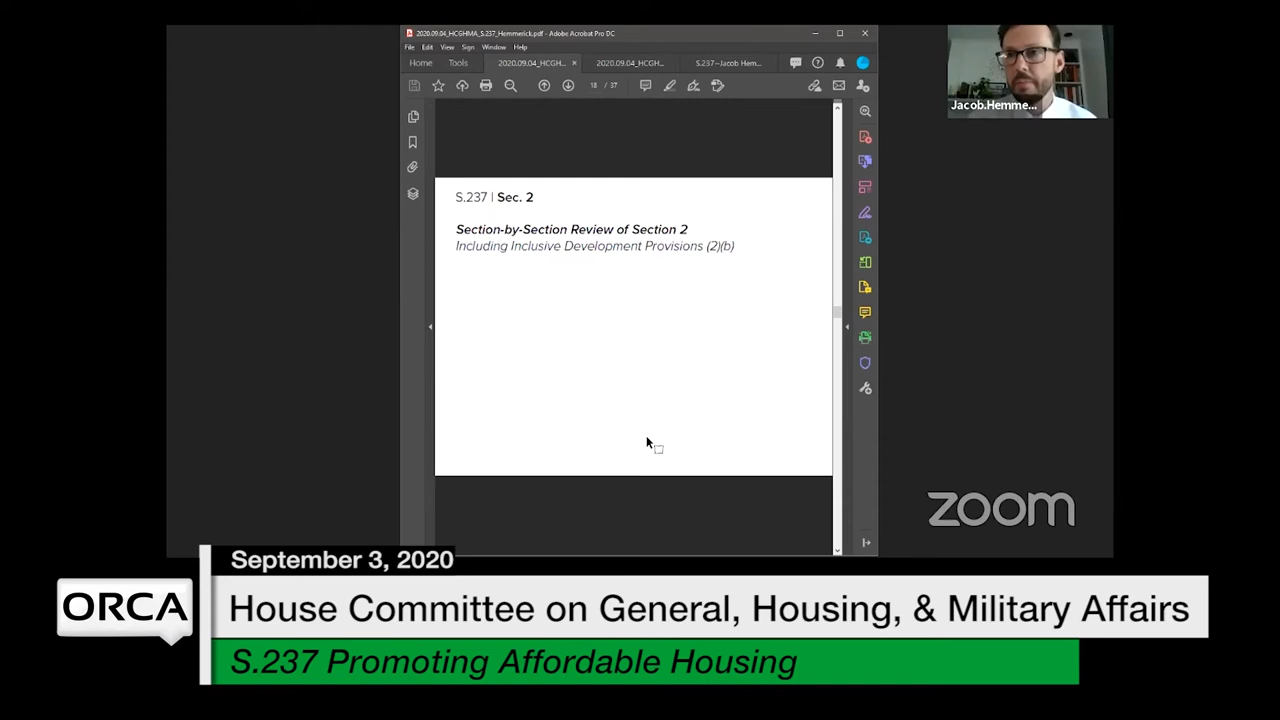 2020.09.04_HCGHMA_S.237_Hemmerick.pdf - Adobe Acrobat Pro DC
File Edit View Sign Window Help
Home Tools 2020.09.04_HCGH... × 2020.09.04_HCGH... S.237—Jacob Hem...
18 / 37
Jacob.Hemme...
S.237 | Sec. 2
Section-by-Section Review of Section 2
Including Inclusive Development Provisions (2)(b)
zoom
September 3, 2020
ORCA
House Committee on General, Housing, & Military Affairs
S.237 Promoting Affordable Housing